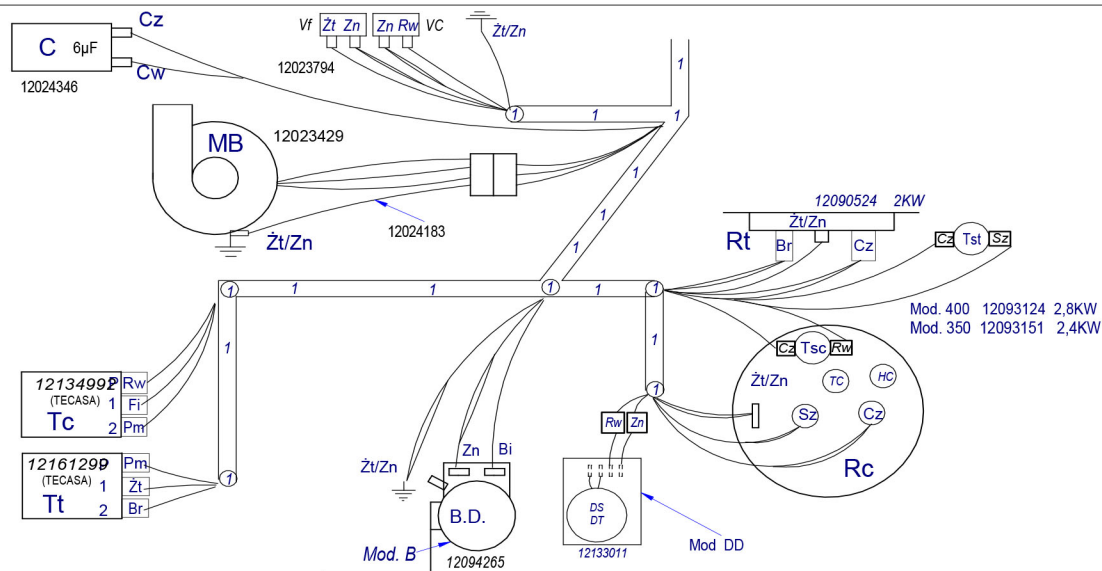 Cz
C 6µF
Cw
12024346
Vf Żt Zn Zn Rw VC
12023794
Żt/Zn
1
1 1 1
MB
12023429
1
1
12024183
Żt/Zn
1
12090524 2KW
Żt/Zn
Rt Br Cz
Cz Tst Sz
1 1 1 1 1 1
Mod. 400 12093124 2,8KW
Mod. 350 12093151 2,4KW
1
1
Cz Tsc Rw
Żt/Zn TC HC
1
Sz Cz
Rc
12134992
P Rw
(TECASA)
1 Fi
Tc
2 Pm
12161299
P Pm
(TECASA)
1 Żt
Tt
2 Br
1
Żt/Zn
Zn Bi
B.D.
Mod. B
12094265
Rw Zn
DS
DT
12133011
Mod DD